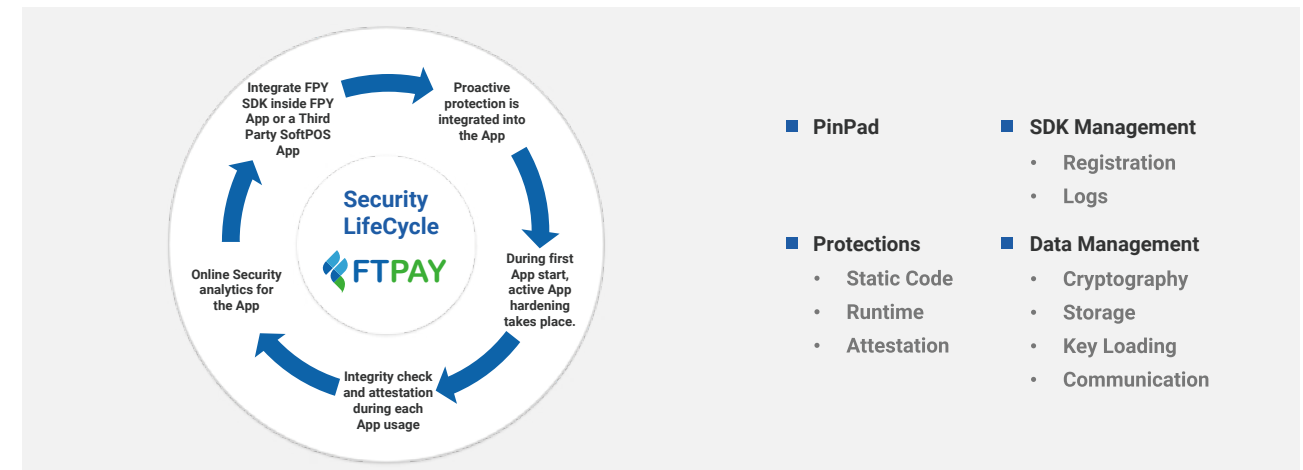 Integrate FPY
SDK inside FPY
App or a Third
Party SoftPOS
App
Proactive
protection is
integrated into
the App
During first
App start,
active App
hardening
takes place.
Integrity check
and attestation
during each
App usage
Online Security
analytics for
the App
Security
LifeCycle
FTPAY
■ PinPad
■ SDK Management
• Registration
• Logs
■ Protections
• Static Code
• Runtime
• Attestation
■ Data Management
• Cryptography
• Storage
• Key Loading
• Communication